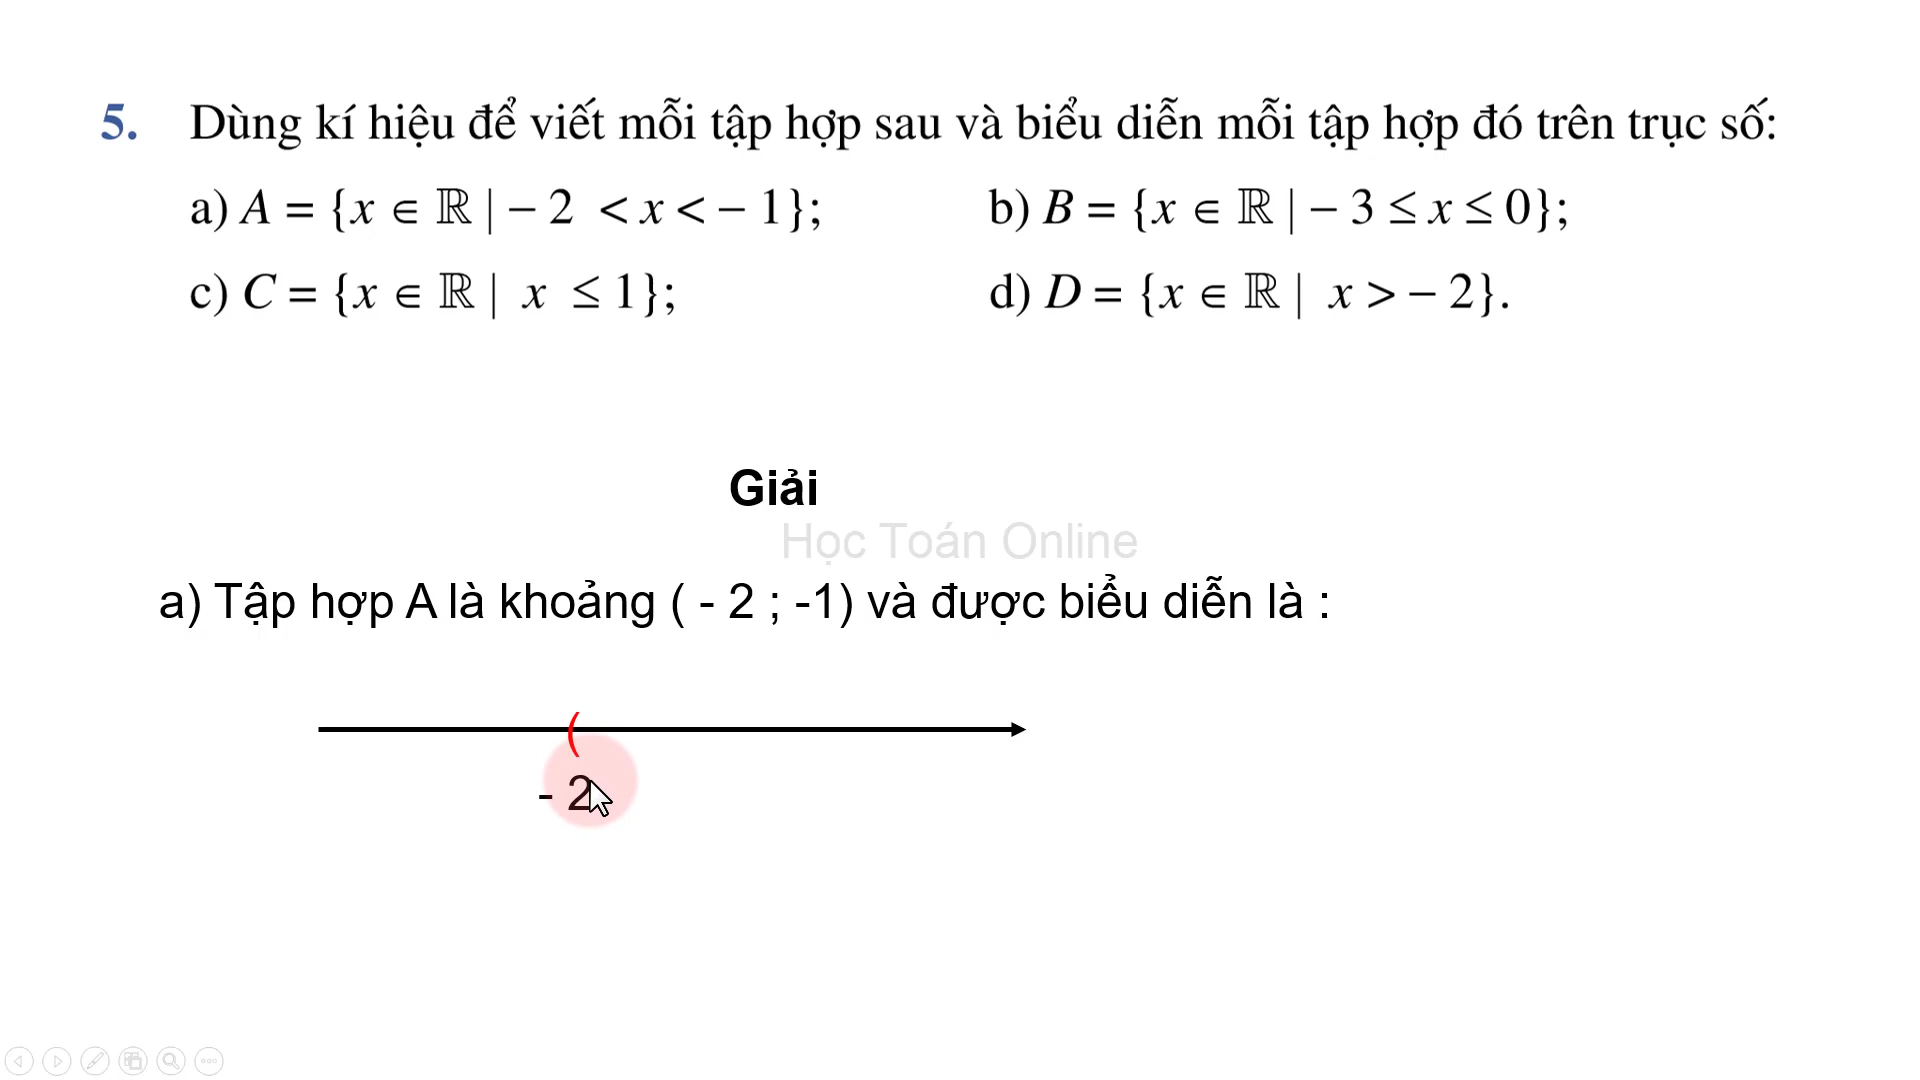 5. Dùng kí hiệu để viết mỗi tập hợp sau và biểu diễn mỗi tập hợp đó trên trục số:
a) A = {x ∈ ℝ | − 2 < x < − 1};
b) B = {x ∈ ℝ | − 3 ≤ x ≤ 0};
c) C = {x ∈ ℝ | x ≤ 1};
d) D = {x ∈ ℝ | x > − 2}.
Giải
Học Toán Online
a) Tập hợp A là khoảng ( - 2 ; -1) và được biểu diễn là :
(
- 2